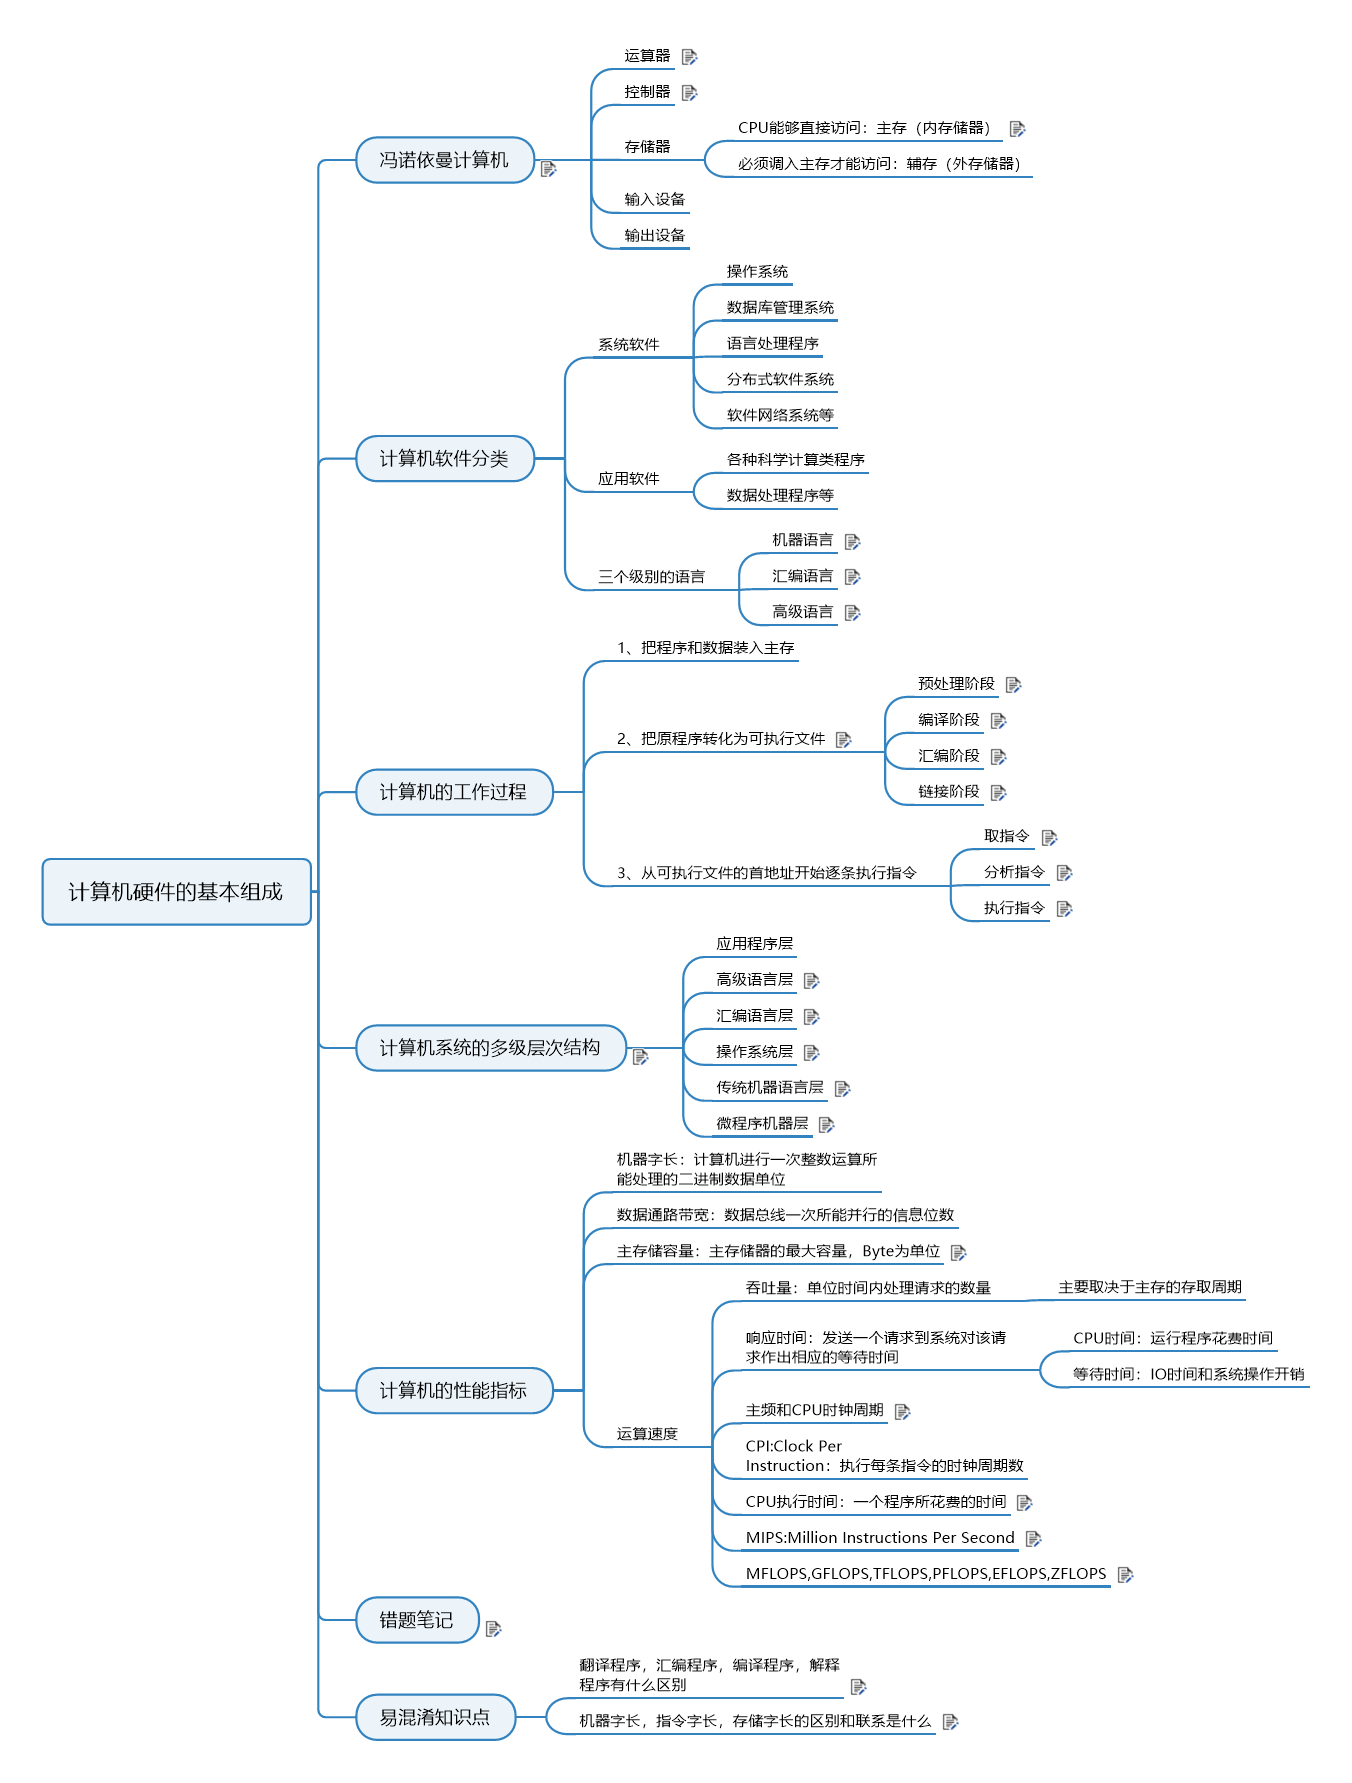 计算机硬件的基本组成
冯诺依曼计算机
运算器
控制器
存储器
CPU能够直接访问：主存（内存储器）
必须调入主存才能访问：辅存（外存储器）
输入设备
输出设备
计算机软件分类
系统软件
操作系统
数据库管理系统
语言处理程序
分布式软件系统
软件网络系统等
应用软件
各种科学计算类程序
数据处理程序等
三个级别的语言
机器语言
汇编语言
高级语言
计算机的工作过程
1、把程序和数据装入主存
2、把原程序转化为可执行文件
预处理阶段
编译阶段
汇编阶段
链接阶段
3、从可执行文件的首地址开始逐条执行指令
取指令
分析指令
执行指令
计算机系统的多级层次结构
应用程序层
高级语言层
汇编语言层
操作系统层
传统机器语言层
微程序机器层
计算机的性能指标
机器字长：计算机进行一次整数运算所
能处理的二进制数据单位
数据通路带宽：数据总线一次所能并行的信息位数
主存储容量：主存储器的最大容量，Byte为单位
运算速度
吞吐量：单位时间内处理请求的数量
主要取决于主存的存取周期
响应时间：发送一个请求到系统对该请
求作出相应的等待时间
CPU时间：运行程序花费时间
等待时间：IO时间和系统操作开销
主频和CPU时钟周期
CPI:Clock Per
Instruction：执行每条指令的时钟周期数
CPU执行时间：一个程序所花费的时间
MIPS:Million Instructions Per Second
MFLOPS,GFLOPS,TFLOPS,PFLOPS,EFLOPS,ZFLOPS
错题笔记
易混淆知识点
翻译程序，汇编程序，编译程序，解释
程序有什么区别
机器字长，指令字长，存储字长的区别和联系是什么